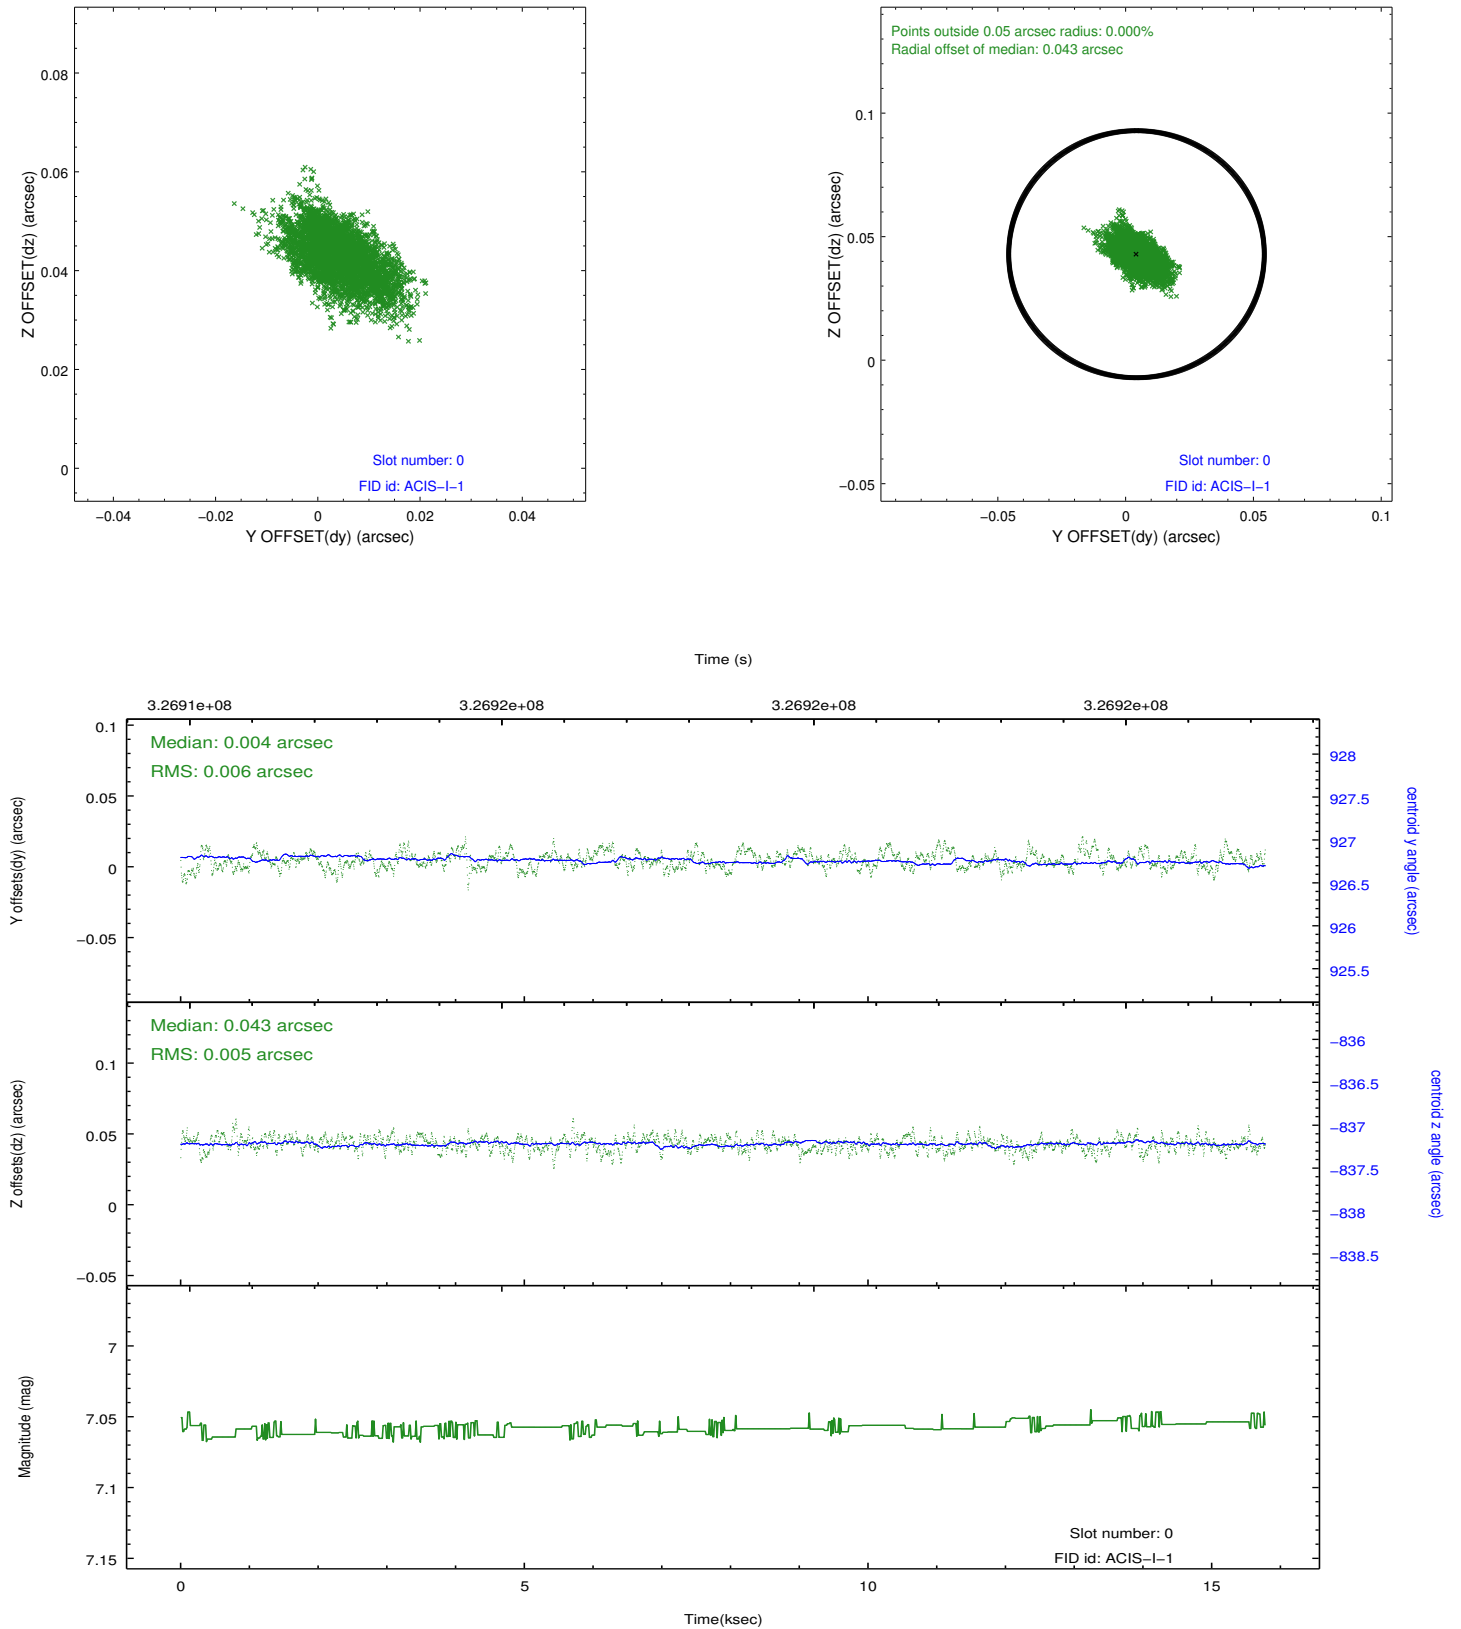 0.08
0.06
0.04
0.02
0
−0.04
−0.02
0
0.02
0.04
Z OFFSET(dz) (arcsec)
Y OFFSET(dy) (arcsec)
Slot number: 0
FID id: ACIS−I−1
Points outside 0.05 arcsec radius: 0.000%
Radial offset of median: 0.043 arcsec
0.1
0.05
0
−0.05
−0.05
0
0.05
0.1
Z OFFSET(dz) (arcsec)
Y OFFSET(dy) (arcsec)
Slot number: 0
FID id: ACIS−I−1
Time (s)
3.2691e+08
3.2692e+08
3.2692e+08
3.2692e+08
Median: 0.004 arcsec
RMS: 0.006 arcsec
0.1
0.05
0
−0.05
Y offsets(dy) (arcsec)
928
927.5
927
926.5
926
925.5
centroid y angle (arcsec)
Median: 0.043 arcsec
RMS: 0.005 arcsec
0.1
0.05
0
−0.05
Z offsets(dz) (arcsec)
−836
−836.5
−837
−837.5
−838
−838.5
centroid z angle (arcsec)
7
7.05
7.1
7.15
Magnitude (mag)
Slot number: 0
FID id: ACIS−I−1
0
5
10
15
Time(ksec)